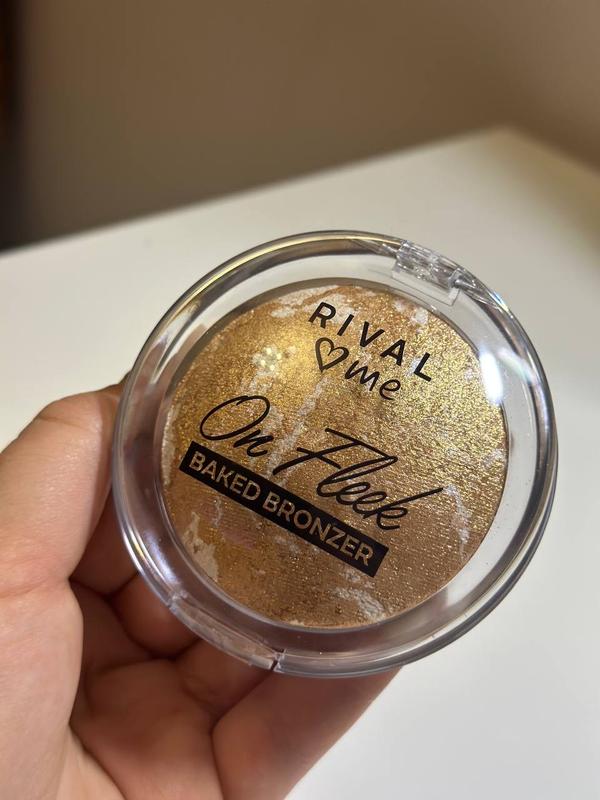 RIVAL
♡me
On Fleek
BAKED BRONZER